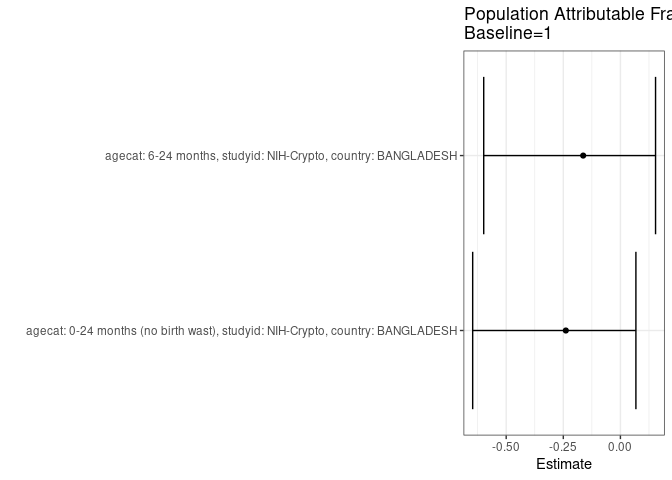 Population Attributable Fra
Baseline=1
agecat: 6-24 months, studyid: NIH-Crypto, country: BANGLADESH
agecat: 0-24 months (no birth wast), studyid: NIH-Crypto, country: BANGLADESH
-0.50 -0.25 0.00
Estimate